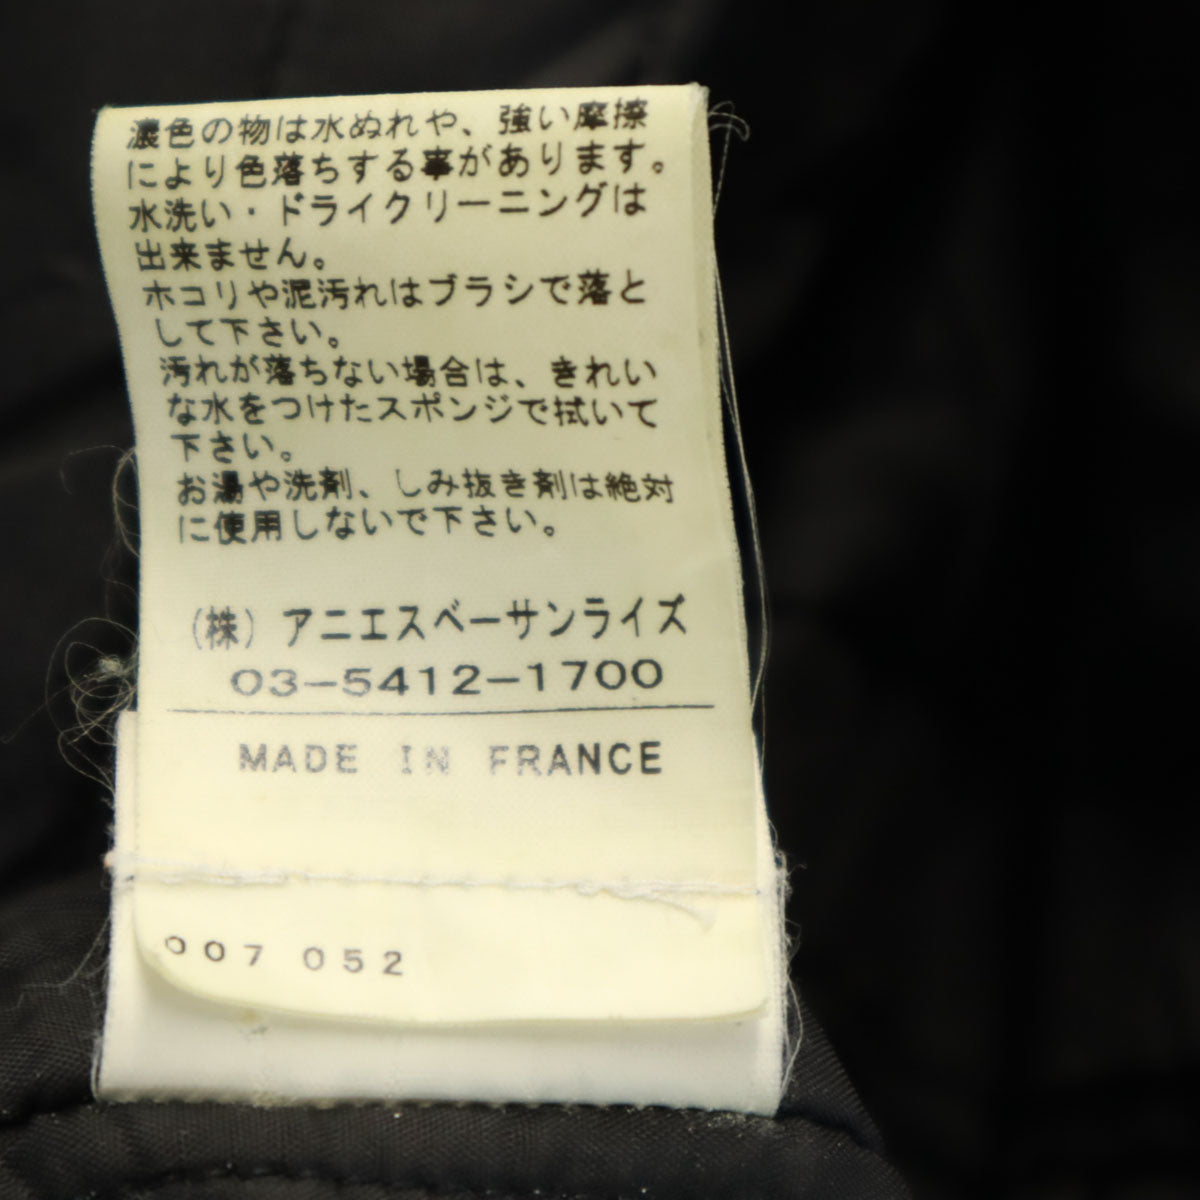 濃色の物は水ぬれや、強い摩擦
により色落ちする事があります。
水洗い・ドライクリーニングは
出来ません。
ホコリや泥汚れはブラシで落と
して下さい。
汚れが落ちない場合は、きれい
な水をつけたスポンジで拭いて
下さい。
お湯や洗剤、しみ抜き剤は絶対
に使用しないで下さい。
(株) アニエスベーサンライズ
03-5412-1700
MADE IN FRANCE
007 052